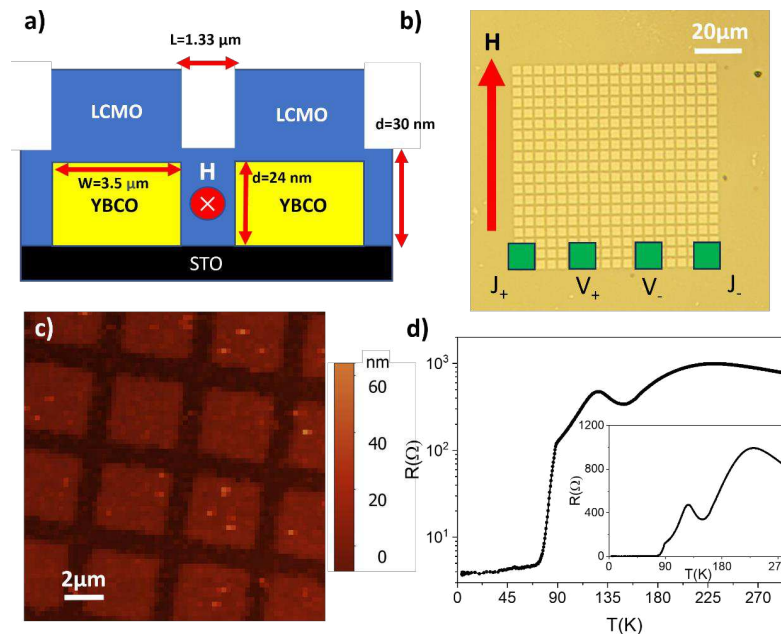 a)
L=1.33 µm
LCMO
LCMO
d=30 nm
H
W=3.5 µm
d=24 nm
YBCO
YBCO
STO
b)
20µm
H
J+
V+
V-
J-
c)
nm
60
40
20
0
2µm
d)
10³
10²
10¹
R(Ω)
0
45
90
135
180
225
T(K)
1200
800
400
0
R(Ω)
90
180
270
T(K)